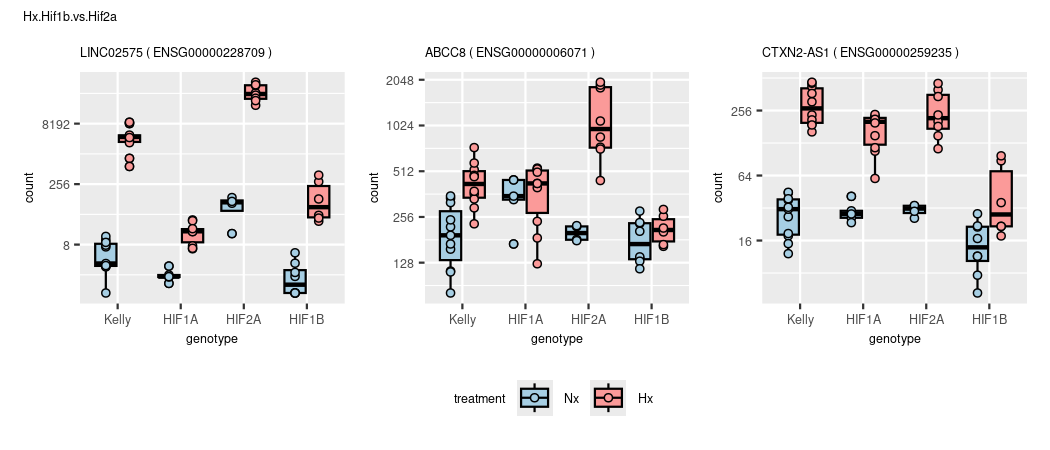 Hx.Hif1b.vs.Hif2a
LINC02575 ( ENSG00000228709 )
count
8192
256
8
Kelly HIF1A HIF2A HIF1B
genotype
ABCC8 ( ENSG00000006071 )
count
2048
1024
512
256
128
Kelly HIF1A HIF2A HIF1B
genotype
CTXN2-AS1 ( ENSG00000259235 )
count
256
64
16
Kelly HIF1A HIF2A HIF1B
genotype
treatment Nx Hx